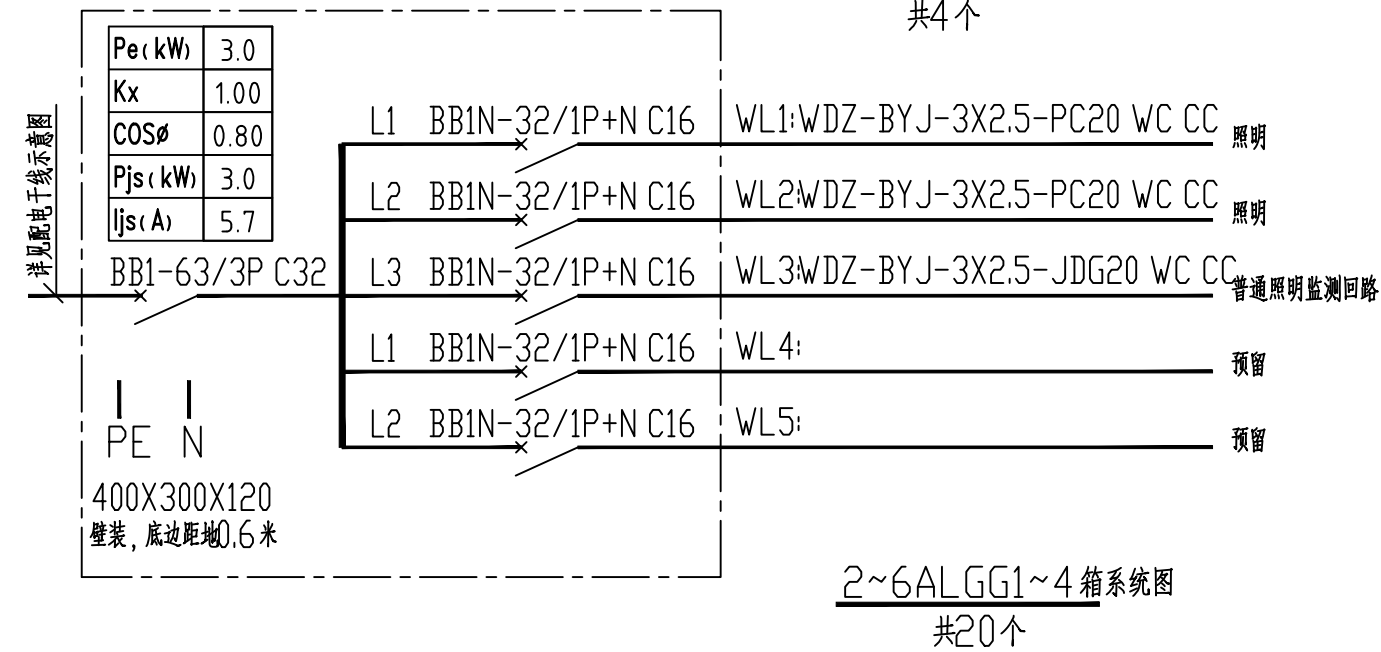 共4个
Pe(kW) 3.0
Kx 1.00
COSø 0.80
Pjs(kW) 3.0
Ijs(A) 5.7
详见配电干线示意图
BB1-63/3P C32
L1 BB1N-32/1P+N C16 WL1:WDZ-BYJ-3X2.5-PC20 WC CC 照明
L2 BB1N-32/1P+N C16 WL2:WDZ-BYJ-3X2.5-PC20 WC CC 照明
L3 BB1N-32/1P+N C16 WL3:WDZ-BYJ-3X2.5-JDG20 WC CC 普通照明监测回路
L1 BB1N-32/1P+N C16 WL4: 预留
L2 BB1N-32/1P+N C16 WL5: 预留
PE N
400X300X120
壁装,底边距地0.6米
2~6ALGG1~4箱系统图
共20个